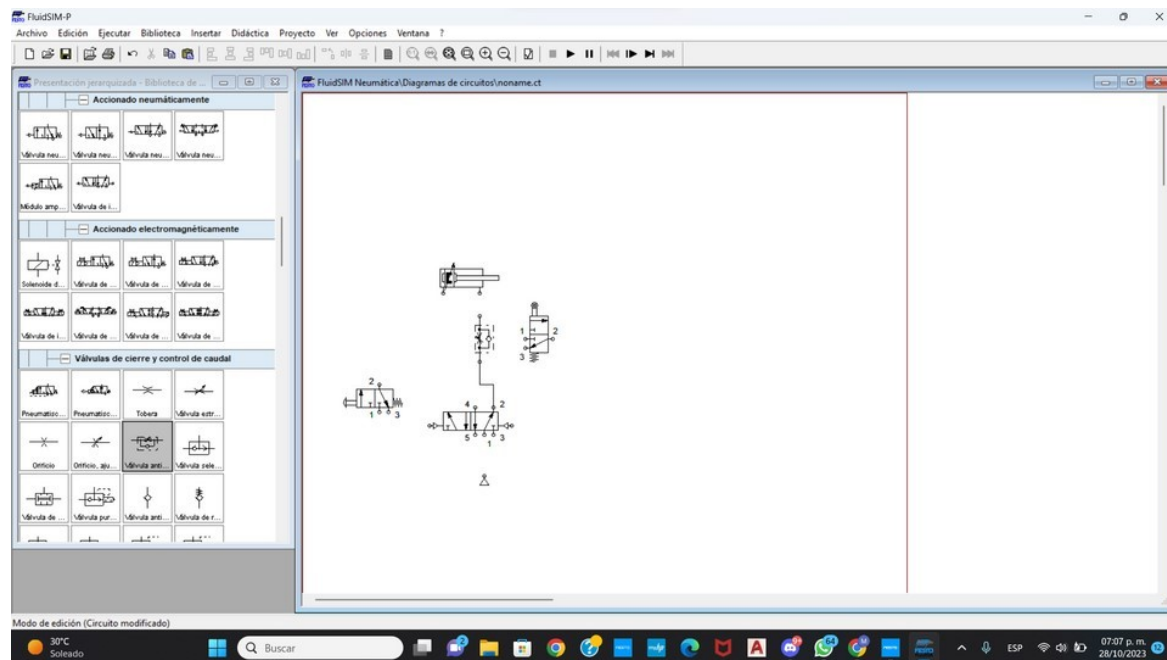 FluidSIM-P
Archivo Edición Ejecutar Biblioteca Insertar Didáctica Proyecto Ver Opciones Ventana ?
Presentación jerarquizada - Biblioteca de ...
FluidSIM Neumática\Diagramas de circuitos\noname.ct
Accionado neumáticamente
Válvula neu... Válvula neu... Válvula neu... Válvula neu...
Módulo amp... Válvula de i...
Accionado electromagnéticamente
Solenoide d... Válvula de ... Válvula de ... Válvula de ...
Válvula de i... Válvula de ... Válvula de ... Válvula de ...
Válvulas de cierre y control de caudal
Pneumatisc... Pneumatisc... Tobera Válvula estr...
Orificio Orificio, aju... Válvula anti... Válvula sele...
Válvula de ... Válvula pur... Válvula anti... Válvula de r...
1 2
3
2
1 3
4 2
5 1 3
Modo de edición (Circuito modificado)
30°C
Soleado
Buscar
64
ESP
07:07 p. m.
28/10/2023